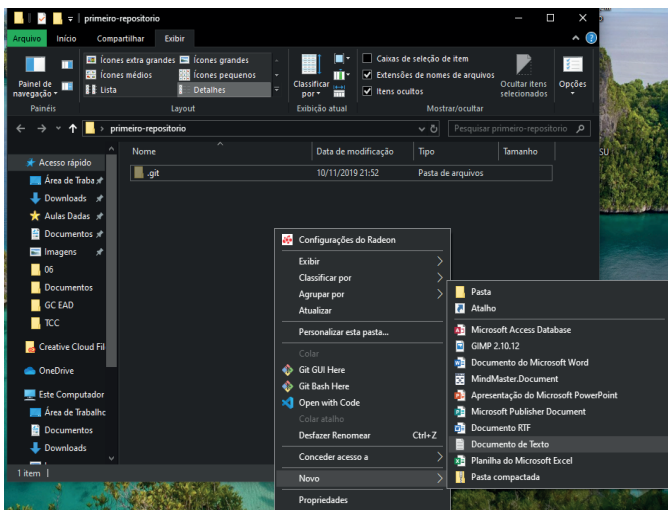 primeiro-repositorio
Arquivo Início Compartilhar Exibir
Painel de navegação
Ícones extra grandes Ícones grandes
Ícones médios Ícones pequenos
Lista Detalhes
Classificar por
Caixas de seleção de item
Extensões de nomes de arquivos
Itens ocultos
Ocultar itens selecionados
Opções
Painéis Layout Exibição atual Mostrar/ocultar
primeiro-repositorio
Pesquisar primeiro-repositorio
Nome Data de modificação Tipo Tamanho
.git 10/11/2019 21:52 Pasta de arquivos
Acesso rápido
Área de Traba
Downloads
Aulas Dadas
Documentos
Imagens
06
Documentos
GC EAD
TCC
Creative Cloud Fil
OneDrive
Este Computador
Área de Trabalhc
Documentos
Downloads
1 item
Configurações do Radeon
Exibir
Classificar por
Agrupar por
Atualizar
Personalizar esta pasta...
Colar
Git GUI Here
Git Bash Here
Open with Code
Colar atalho
Desfazer Renomear Ctrl+Z
Conceder acesso a
Novo
Propriedades
Pasta
Atalho
Microsoft Access Database
GIMP 2.10.12
Documento do Microsoft Word
MindMaster.Document
Apresentação do Microsoft PowerPoint
Microsoft Publisher Document
Documento RTF
Documento de Texto
Planilha do Microsoft Excel
Pasta compactada
SU